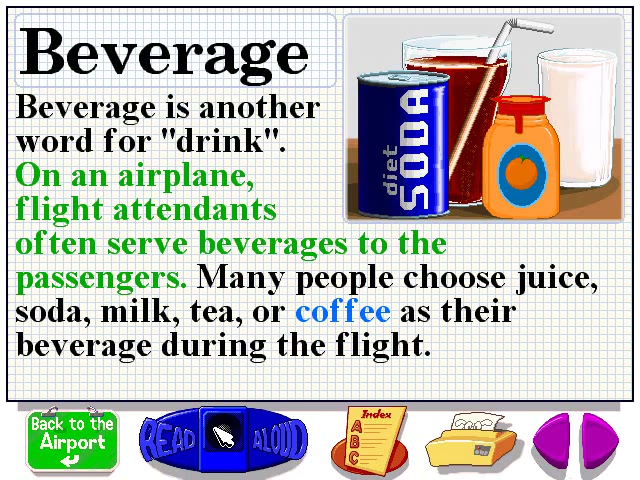 Beverage
Beverage is another
word for "drink".
On an airplane,
flight attendants
often serve beverages to the
passengers. Many people choose juice,
soda, milk, tea, or coffee as their
beverage during the flight.
diet
SODA
Back to the
Airport
READ ALOUD
Index
A
B
C